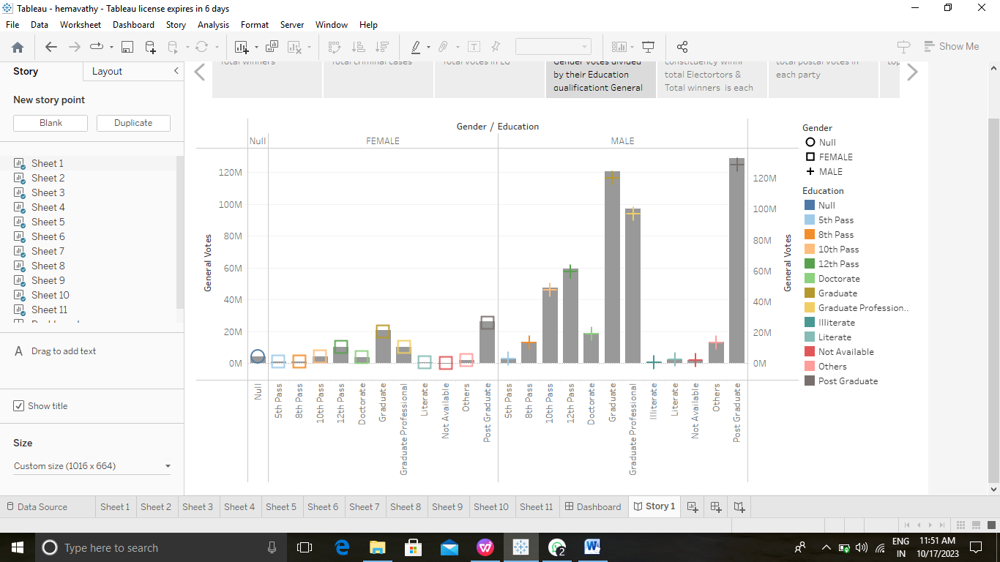 Tableau - hemavathy - Tableau license expires in 6 days
File Data Worksheet Dashboard Story Analysis Format Server Window Help
Show Me
Story Layout
New story point
Blank Duplicate
Sheet 1
Sheet 2
Sheet 3
Sheet 4
Sheet 5
Sheet 6
Sheet 7
Sheet 8
Sheet 9
Sheet 10
Sheet 11
A Drag to add text
Show title
Size
Custom size (1016 x 664)
Total winners
Total criminal cases
Total votes in EG
Gender votes divided
by their Education
qualificationt General
constituency winnr
total Electortors &
Total winners is each
total postal votes in
each party
top
Gender / Education
Null FEMALE MALE
General Votes
120M
100M
80M
60M
40M
20M
0M
General Votes
120M
100M
80M
60M
40M
20M
0M
Null
5th Pass
8th Pass
10th Pass
12th Pass
Doctorate
Graduate
Graduate Professional
Literate
Not Available
Others
Post Graduate
5th Pass
8th Pass
10th Pass
12th Pass
Doctorate
Graduate
Graduate Professional
Illiterate
Literate
Not Available
Others
Post Graduate
Gender
Null
FEMALE
MALE
Education
Null
5th Pass
8th Pass
10th Pass
12th Pass
Doctorate
Graduate
Graduate Profession..
Illiterate
Literate
Not Available
Others
Post Graduate
Data Source Sheet 1 Sheet 2 Sheet 3 Sheet 4 Sheet 5 Sheet 6 Sheet 7 Sheet 8 Sheet 9 Sheet 10 Sheet 11 Dashboard Story 1
Type here to search
2
ENG
IN
11:51 AM
10/17/2023